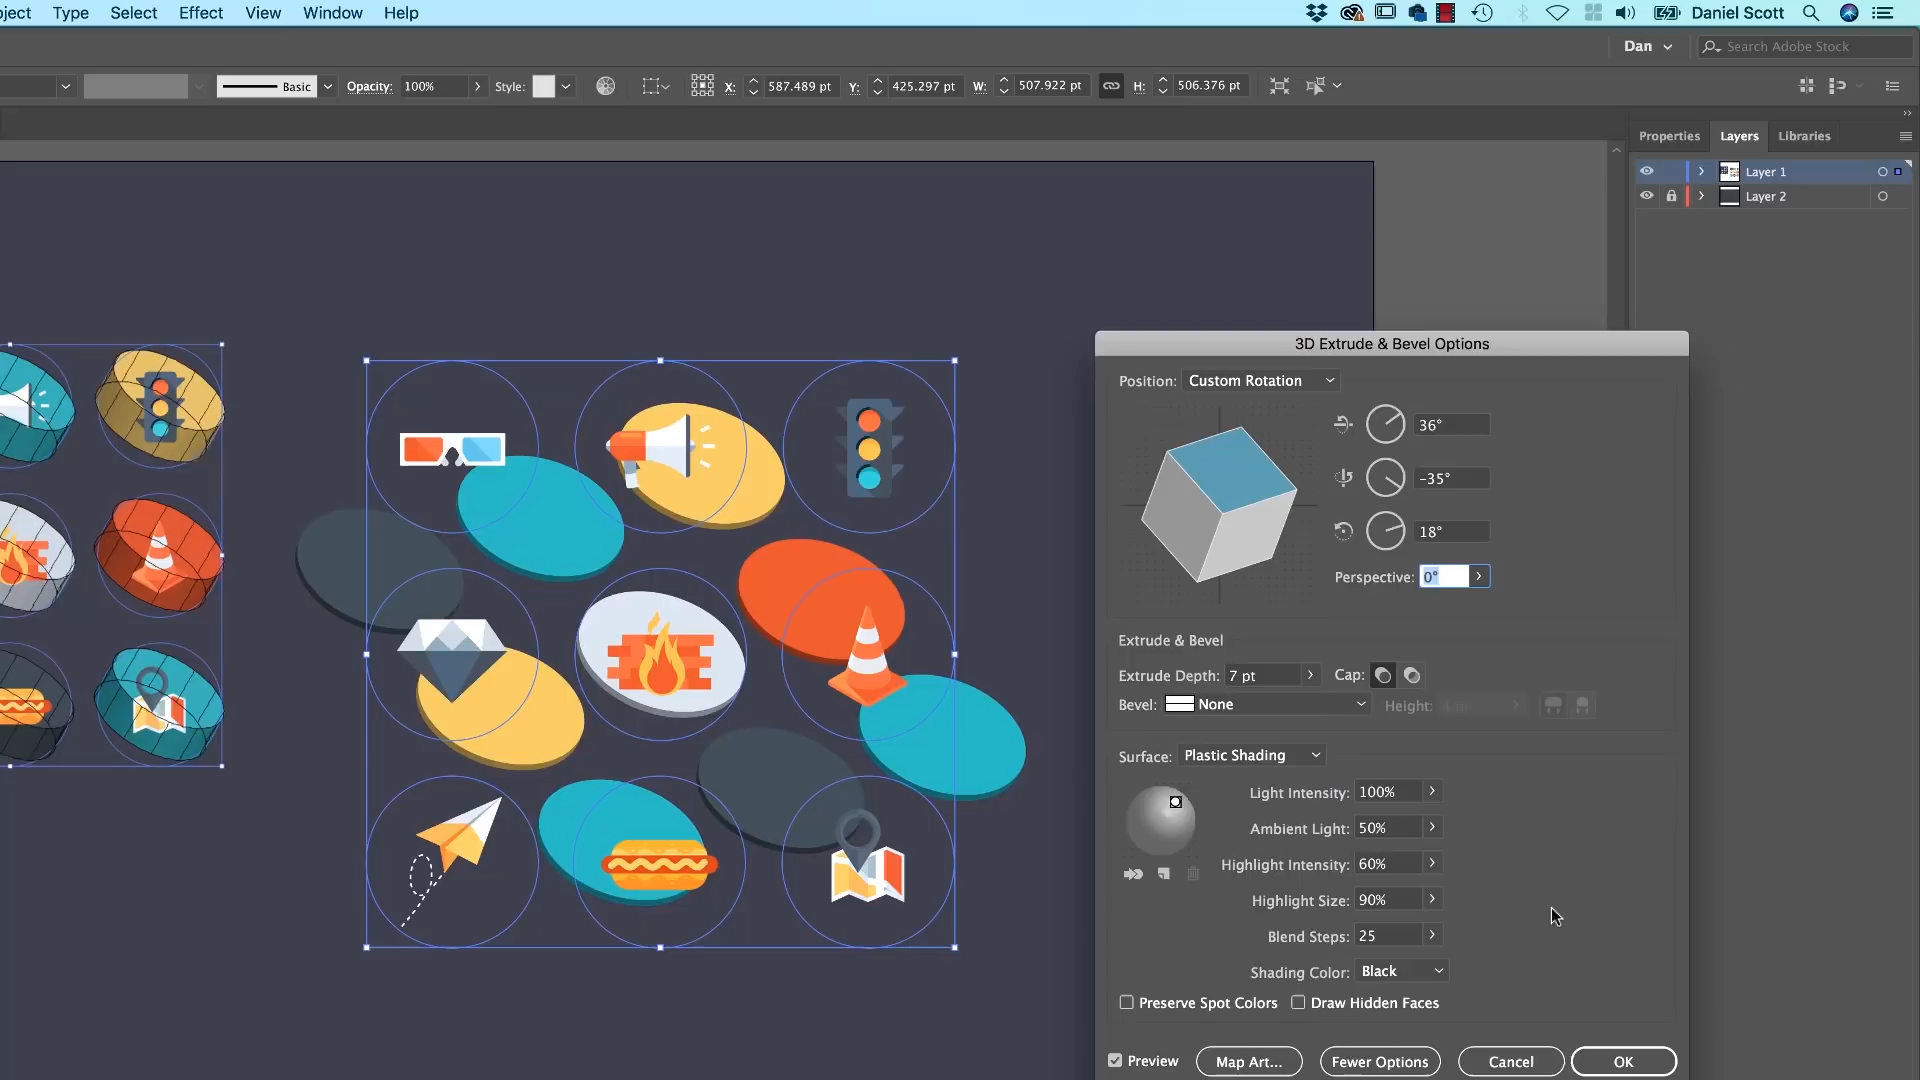 ject Type Select Effect View Window Help
Daniel Scott
Dan
Search Adobe Stock
Basic Opacity: 100% Style: X: 587.489 pt Y: 425.297 pt W: 507.922 pt H: 506.376 pt
Properties Layers Libraries
Layer 1
Layer 2
3D Extrude & Bevel Options
Position: Custom Rotation
36°
-35°
18°
Perspective: 0°
Extrude & Bevel
Extrude Depth: 7 pt Cap:
Bevel: None Height:
Surface: Plastic Shading
Light Intensity: 100%
Ambient Light: 50%
Highlight Intensity: 60%
Highlight Size: 90%
Blend Steps: 25
Shading Color: Black
Preserve Spot Colors Draw Hidden Faces
Preview Map Art... Fewer Options Cancel OK